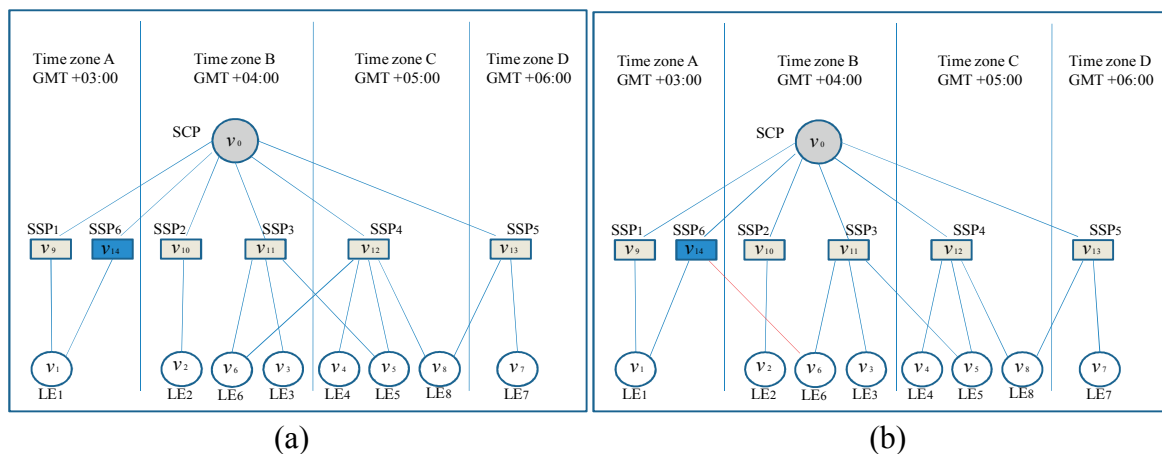 Time zone A Time zone B Time zone C Time zone D
GMT +03:00 GMT +04:00 GMT +05:00 GMT +06:00
SCP v0
SSP1 SSP6 SSP2 SSP3 SSP4 SSP5
v9 v14 v10 v11 v12 v13
v1 v2 v6 v3 v4 v5 v8 v7
LE1 LE2 LE6 LE3 LE4 LE5 LE8 LE7
(a)
Time zone A Time zone B Time zone C Time zone D
GMT +03:00 GMT +04:00 GMT +05:00 GMT +06:00
SCP v0
SSP1 SSP6 SSP2 SSP3 SSP4 SSP5
v9 v14 v10 v11 v12 v13
v1 v2 v6 v3 v4 v5 v8 v7
LE1 LE2 LE6 LE3 LE4 LE5 LE8 LE7
(b)